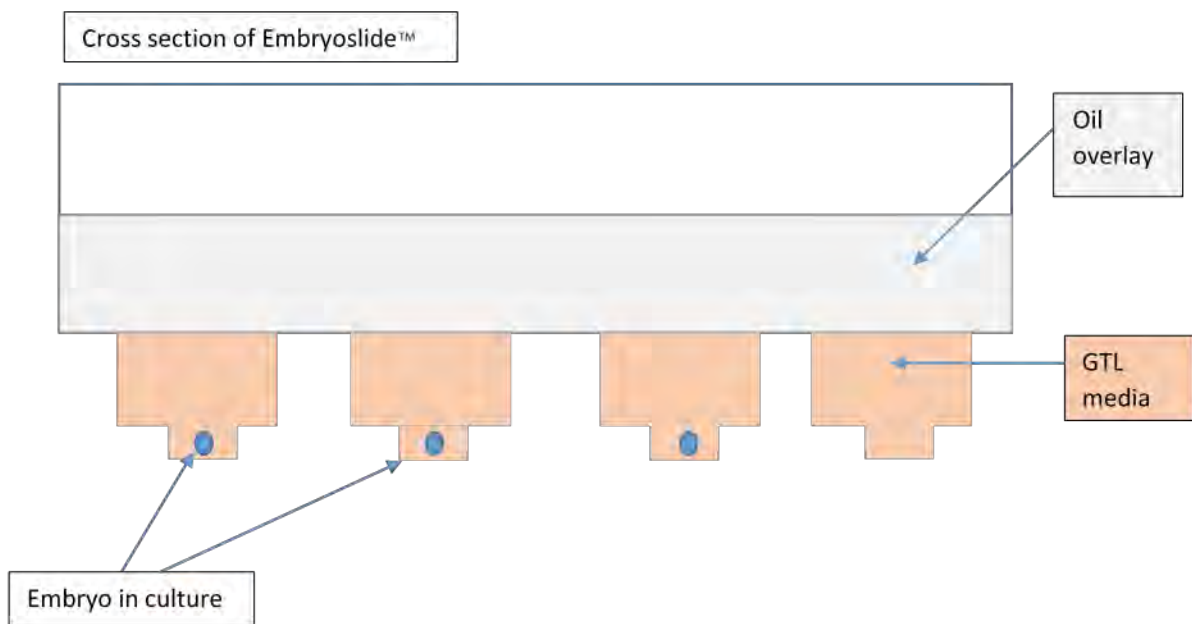 Cross section of Embryoslide™
Oil
overlay
GTL
media
Embryo in culture